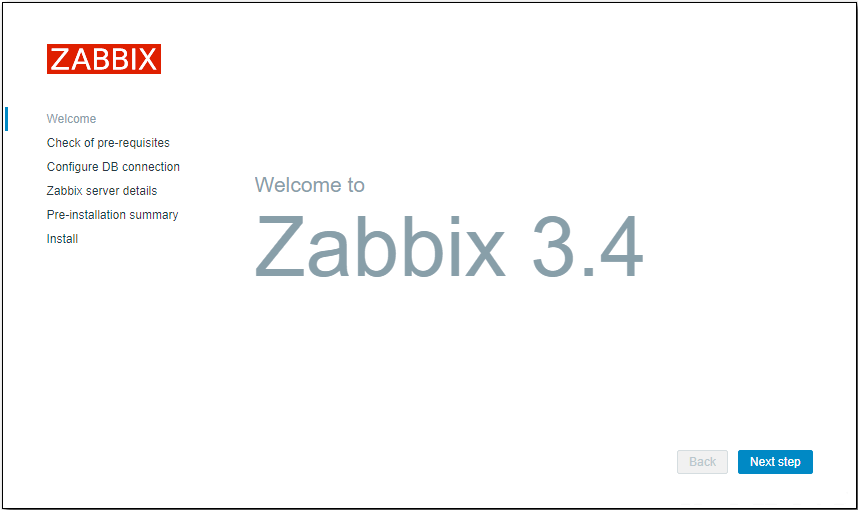 ZABBIX
Welcome
Check of pre-requisites
Configure DB connection
Zabbix server details
Pre-installation summary
Install
Welcome to
Zabbix 3.4
Back
Next step